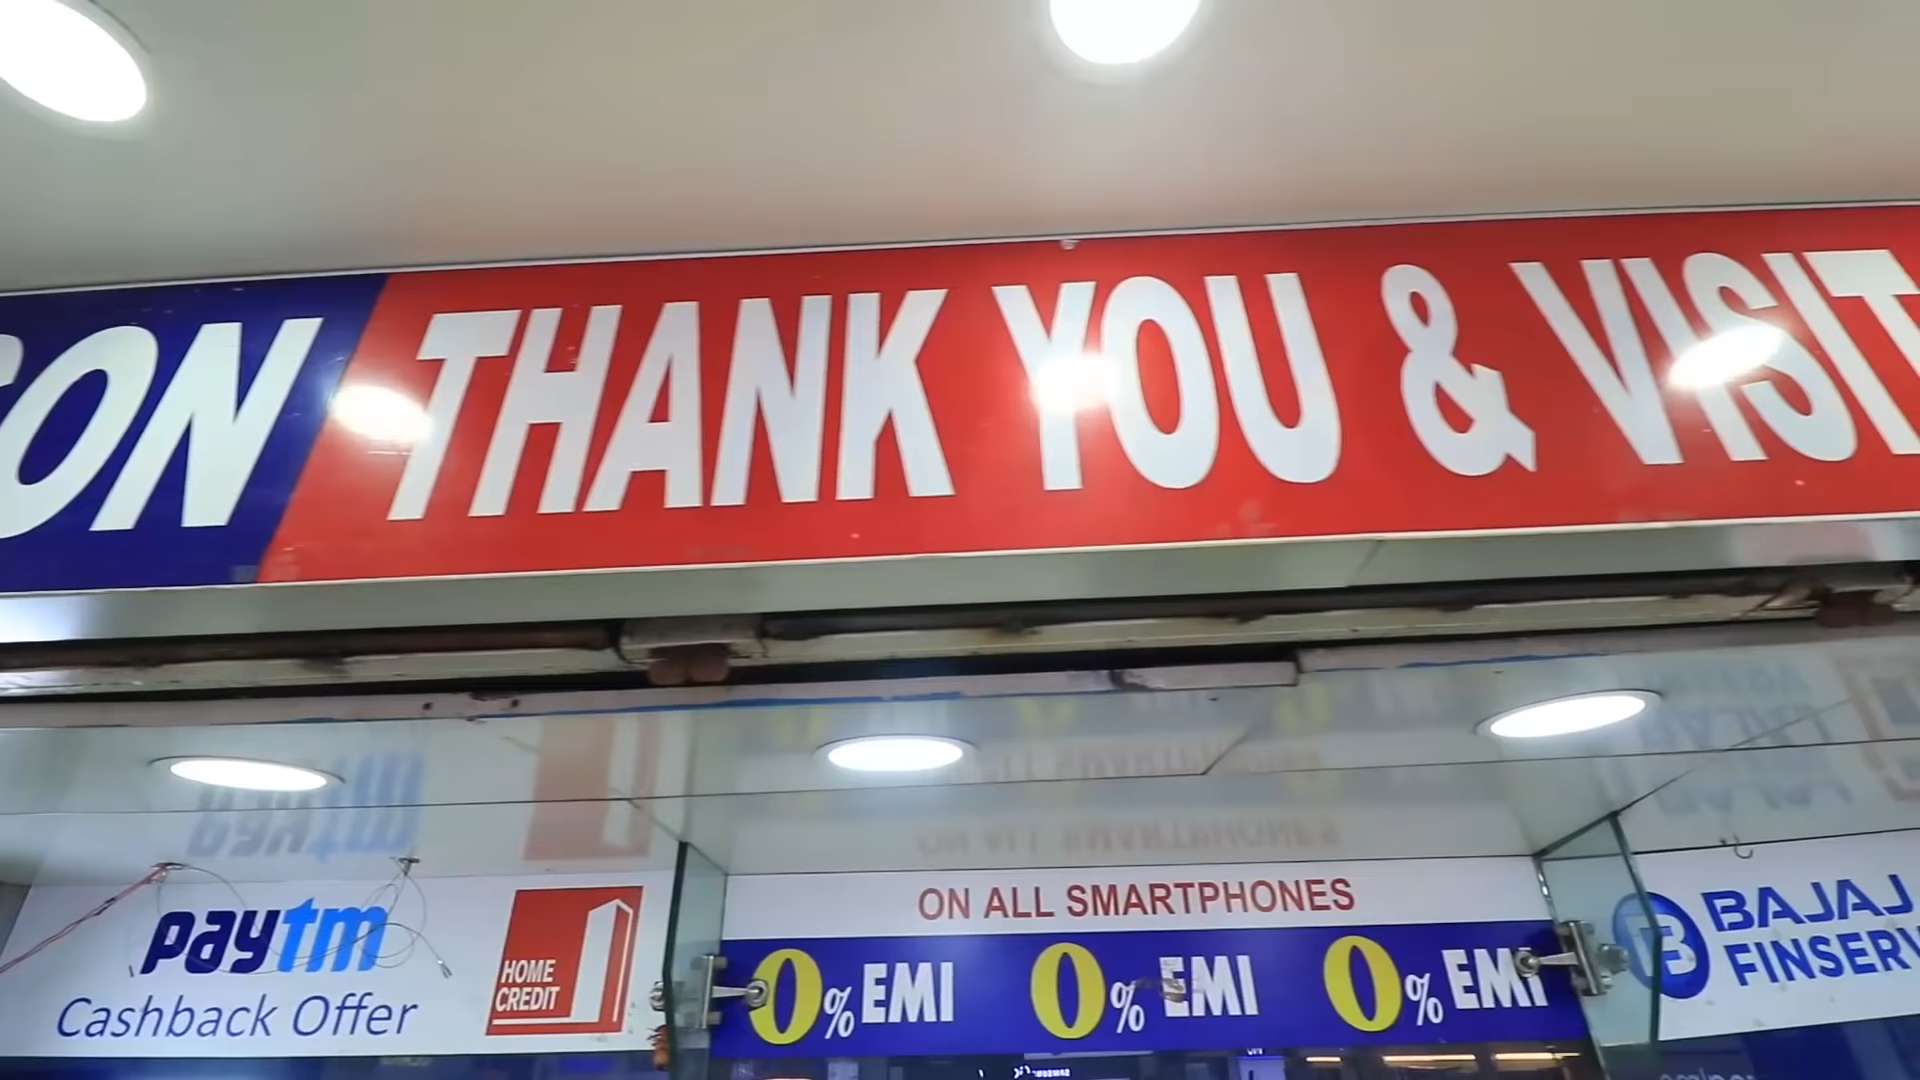 ON THANK YOU & VISIT
paytm
Cashback Offer
HOME
CREDIT
ON ALL SMARTPHONES
0% EMI 0% EMI 0% EMI
BAJAJ
FINSERV